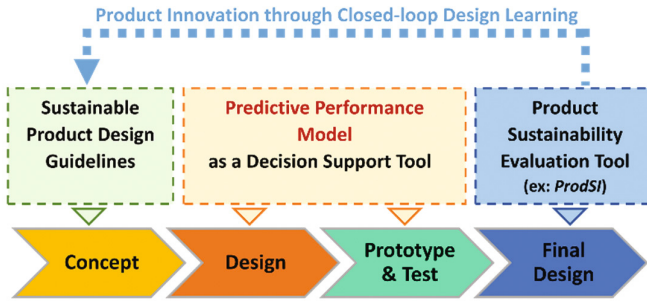 Product Innovation through Closed-loop Design Learning
Sustainable
Product Design
Guidelines
Predictive Performance
Model
as a Decision Support Tool
Product
Sustainability
Evaluation Tool
(ex: ProdSI)
Concept
Design
Prototype
& Test
Final
Design